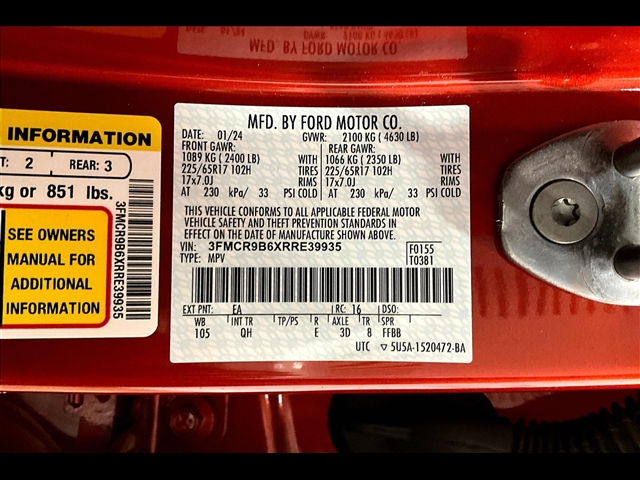 INFORMATION
T: 2 REAR: 3
kg or 851 lbs.
SEE OWNERS
MANUAL FOR
ADDITIONAL
INFORMATION
3FMCR9B6XRRE39935
MFD. BY FORD MOTOR CO.
DATE: 01/24 GVWR: 2100 KG ( 4630 LB)
FRONT GAWR: REAR GAWR:
1089 KG ( 2400 LB) WITH 1066 KG ( 2350 LB) WITH
225/65R17 102H TIRES 225/65R17 102H TIRES
17x7.0J RIMS 17x7.0J RIMS
AT 230 kPa/ 33 PSI COLD AT 230 kPa/ 33 PSI COLD
THIS VEHICLE CONFORMS TO ALL APPLICABLE FEDERAL MOTOR
VEHICLE SAFETY AND THEFT PREVENTION STANDARDS IN
EFFECT ON THE DATE OF MANUFACTURE SHOWN ABOVE.
VIN: 3FMCR9B6XRRE39935 F0155
TYPE: MPV T0381
EXT PNT: EA RC: 16 DSO:
WB INT TR TP/PS R AXLE TR SPR
105 QH E 3D 8 FFBB
UTC ▽ 5U5A-1520472-BA